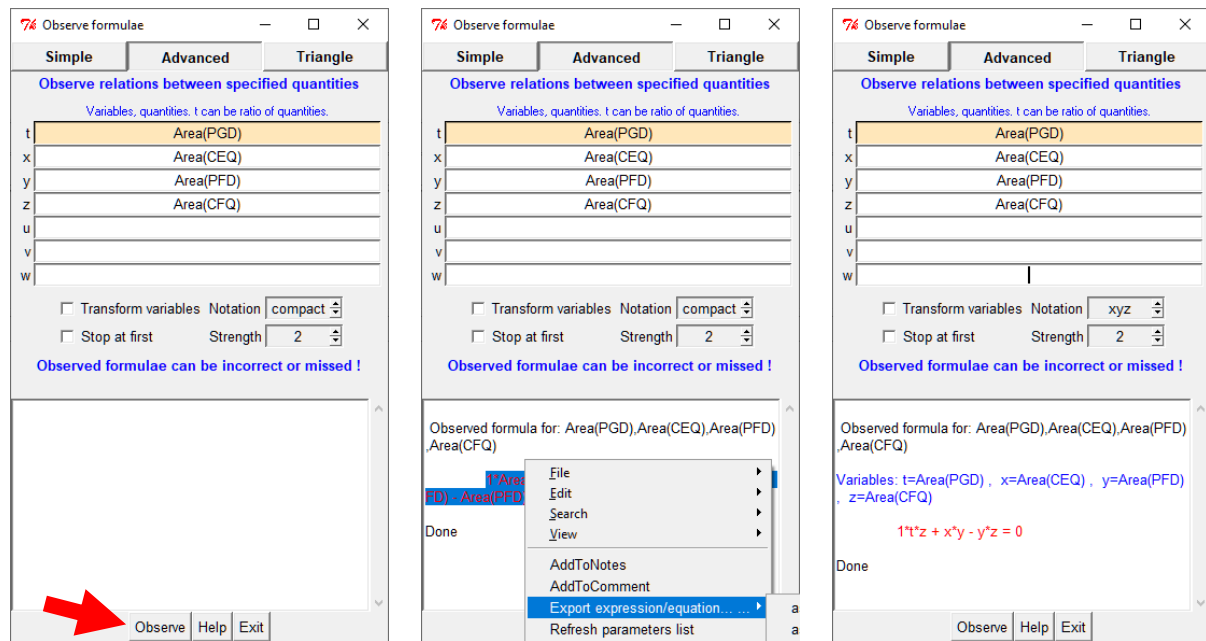 Observe formulae
Simple Advanced Triangle
Observe relations between specified quantities
Variables, quantities. t can be ratio of quantities.
t Area(PGD)
x Area(CEQ)
y Area(PFD)
z Area(CFQ)
u
v
w
Transform variables Notation compact
Stop at first Strength 2
Observed formulae can be incorrect or missed !
Observe Help Exit
Observe formulae
Simple Advanced Triangle
Observe relations between specified quantities
Variables, quantities. t can be ratio of quantities.
t Area(PGD)
x Area(CEQ)
y Area(PFD)
z Area(CFQ)
u
v
w
Transform variables Notation compact
Stop at first Strength 2
Observed formulae can be incorrect or missed !
Observed formula for: Area(PGD),Area(CEQ),Area(PFD)
,Area(CFQ)
1*Area
FD) - Area(PFD)
Done
File
Edit
Search
View
AddToNotes
AddToComment
Export expression/equation... ...
Refresh parameters list
Observe formulae
Simple Advanced Triangle
Observe relations between specified quantities
Variables, quantities. t can be ratio of quantities.
t Area(PGD)
x Area(CEQ)
y Area(PFD)
z Area(CFQ)
u
v
w
Transform variables Notation xyz
Stop at first Strength 2
Observed formulae can be incorrect or missed !
Observed formula for: Area(PGD),Area(CEQ),Area(PFD)
,Area(CFQ)
Variables: t=Area(PGD) , x=Area(CEQ) , y=Area(PFD)
, z=Area(CFQ)
1*t*z + x*y - y*z = 0
Done
Observe Help Exit